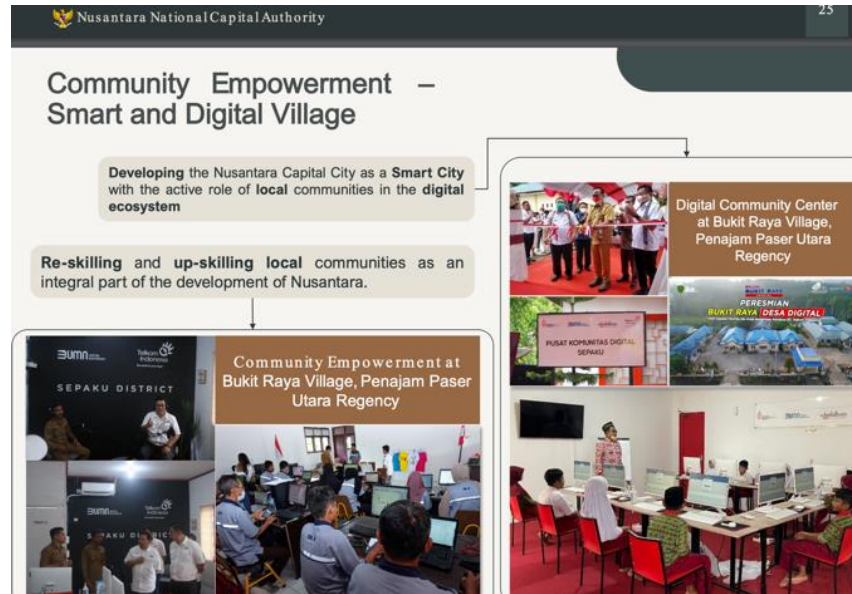 Nusantara National Capital Authority
25
Community Empowerment –
Smart and Digital Village
Developing the Nusantara Capital City as a Smart City
with the active role of local communities in the digital
ecosystem
Re-skilling and up-skilling local communities as an
integral part of the development of Nusantara.
Digital Community Center
at Bukit Raya Village,
Penajam Paser Utara
Regency
BUKIT RAYA
PERESMIAN
BUKIT RAYA DESA DIGITAL
PUSAT KOMUNITAS DIGITAL
SEPAKU
BUMN
Telkom
Indonesia
SEPAKU DISTRICT
Community Empowerment at
Bukit Raya Village, Penajam Paser
Utara Regency
BUMN
Telkom
Indonesia
SEPAKU DI